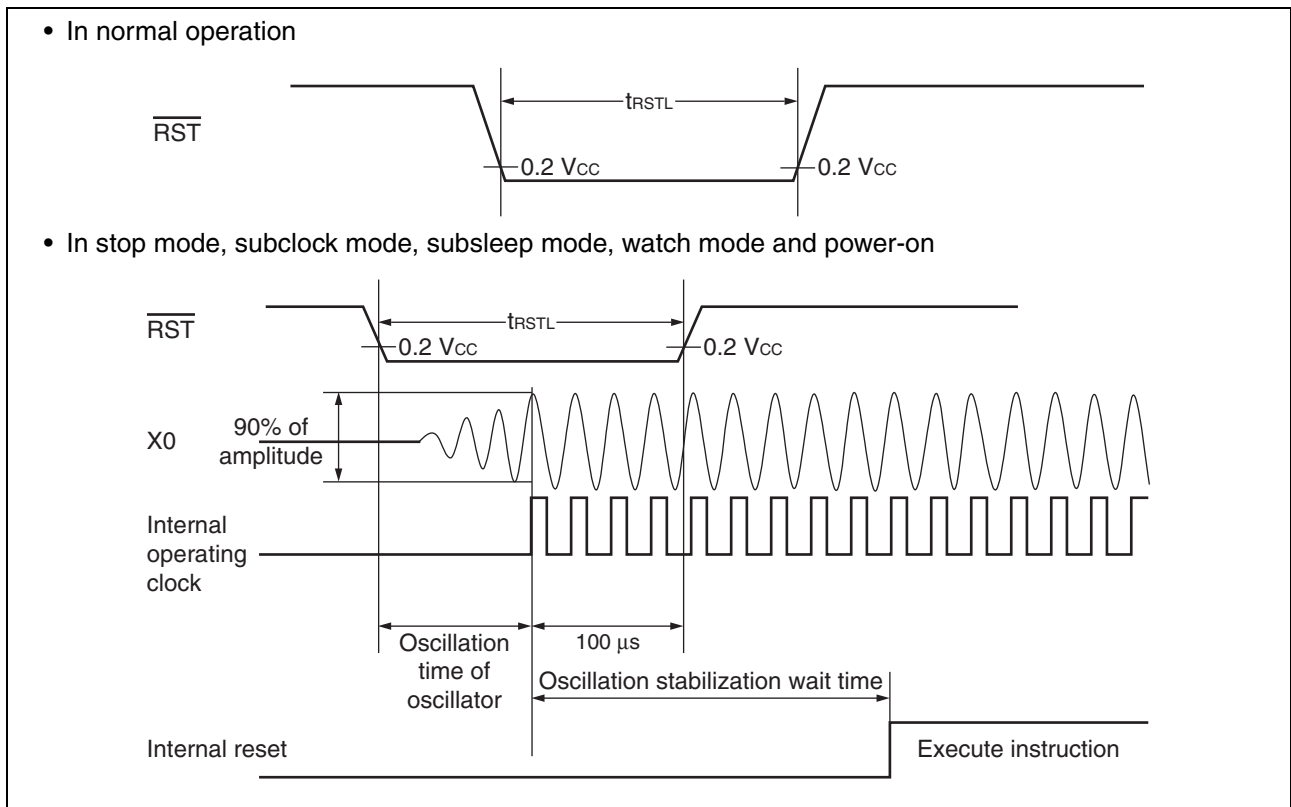 • In normal operation
tRSTL
RST
0.2 VCC
0.2 VCC
• In stop mode, subclock mode, subsleep mode, watch mode and power-on
RST
tRSTL
0.2 VCC
0.2 VCC
X0
90% of
amplitude
Internal
operating
clock
Oscillation
time of
oscillator
100 μs
Oscillation stabilization wait time
Internal reset
Execute instruction